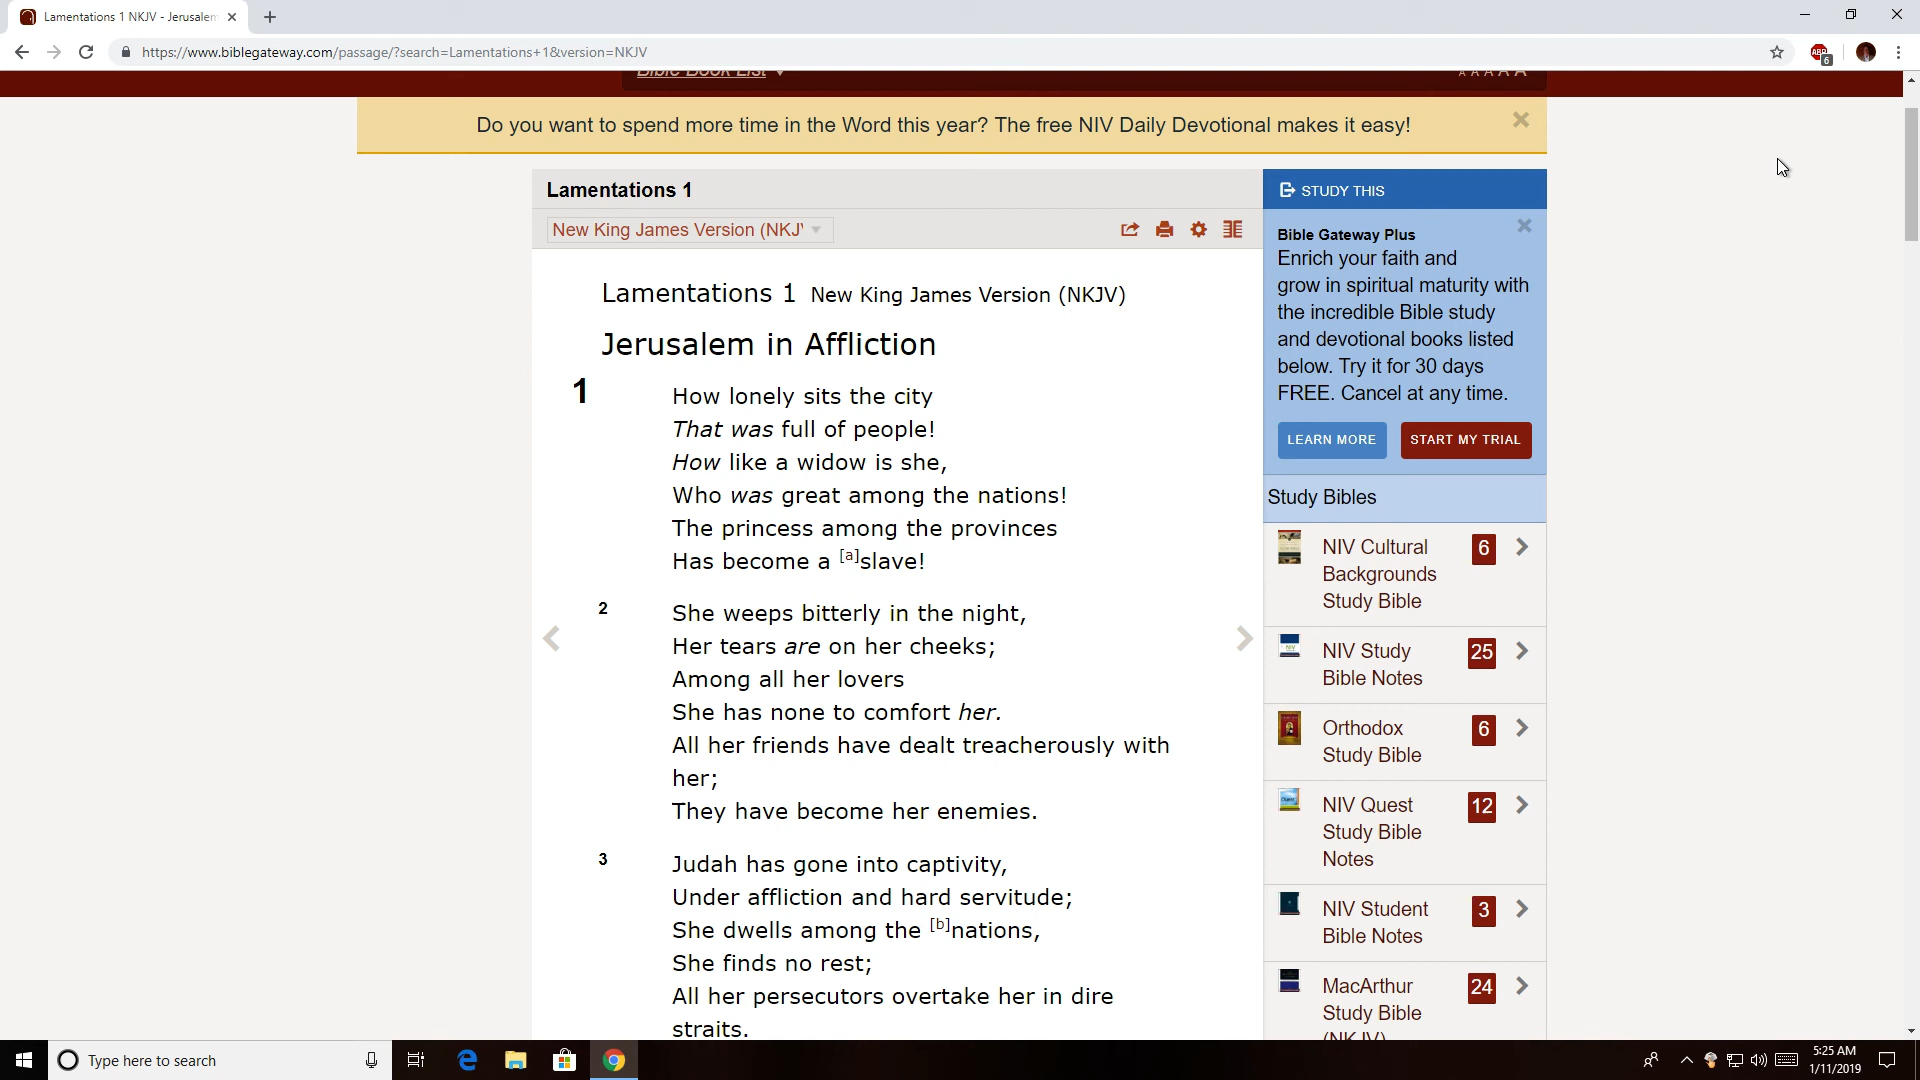 Lamentations 1 NKJV - Jerusalem
https://www.biblegateway.com/passage/?search=Lamentations+1&version=NKJV
ABP
6
Bible Book List
A A A A A
Do you want to spend more time in the Word this year? The free NIV Daily Devotional makes it easy!
Lamentations 1
New King James Version (NKJV
Lamentations 1 New King James Version (NKJV)
Jerusalem in Affliction
1 How lonely sits the city
That was full of people!
How like a widow is she,
Who was great among the nations!
The princess among the provinces
Has become a [a]slave!
2 She weeps bitterly in the night,
Her tears are on her cheeks;
Among all her lovers
She has none to comfort her.
All her friends have dealt treacherously with
her;
They have become her enemies.
3 Judah has gone into captivity,
Under affliction and hard servitude;
She dwells among the [b]nations,
She finds no rest;
All her persecutors overtake her in dire
straits.
STUDY THIS
Bible Gateway Plus
Enrich your faith and
grow in spiritual maturity with
the incredible Bible study
and devotional books listed
below. Try it for 30 days
FREE. Cancel at any time.
LEARN MORE
START MY TRIAL
Study Bibles
NIV Cultural
Backgrounds
Study Bible
6
NIV Study
Bible Notes
25
Orthodox
Study Bible
6
NIV Quest
Study Bible
Notes
12
NIV Student
Bible Notes
3
MacArthur
Study Bible
(NKJV)
24
Type here to search
5:25 AM
1/11/2019